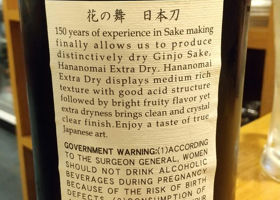 花の舞 日本刀
150 years of experience in Sake making
finally allows us to produce
distinctively dry Ginjo Sake,
Hananomai Extra Dry. Hananomai
Extra Dry displays medium rich
texture with good acid structure
followed by bright fruity flavor yet
extra dryness brings clean and crystal
clear finish.Enjoy a taste of true
Japanese art.
GOVERNMENT WARNING:(1)ACCORDING
TO THE SURGEON GENERAL, WOMEN
SHOULD NOT DRINK ALCOHOLIC
BEVERAGES DURING PREGNANCY
BECAUSE OF THE RISK OF BIRTH
DEFECTS. (2)CONSUMPTION OF